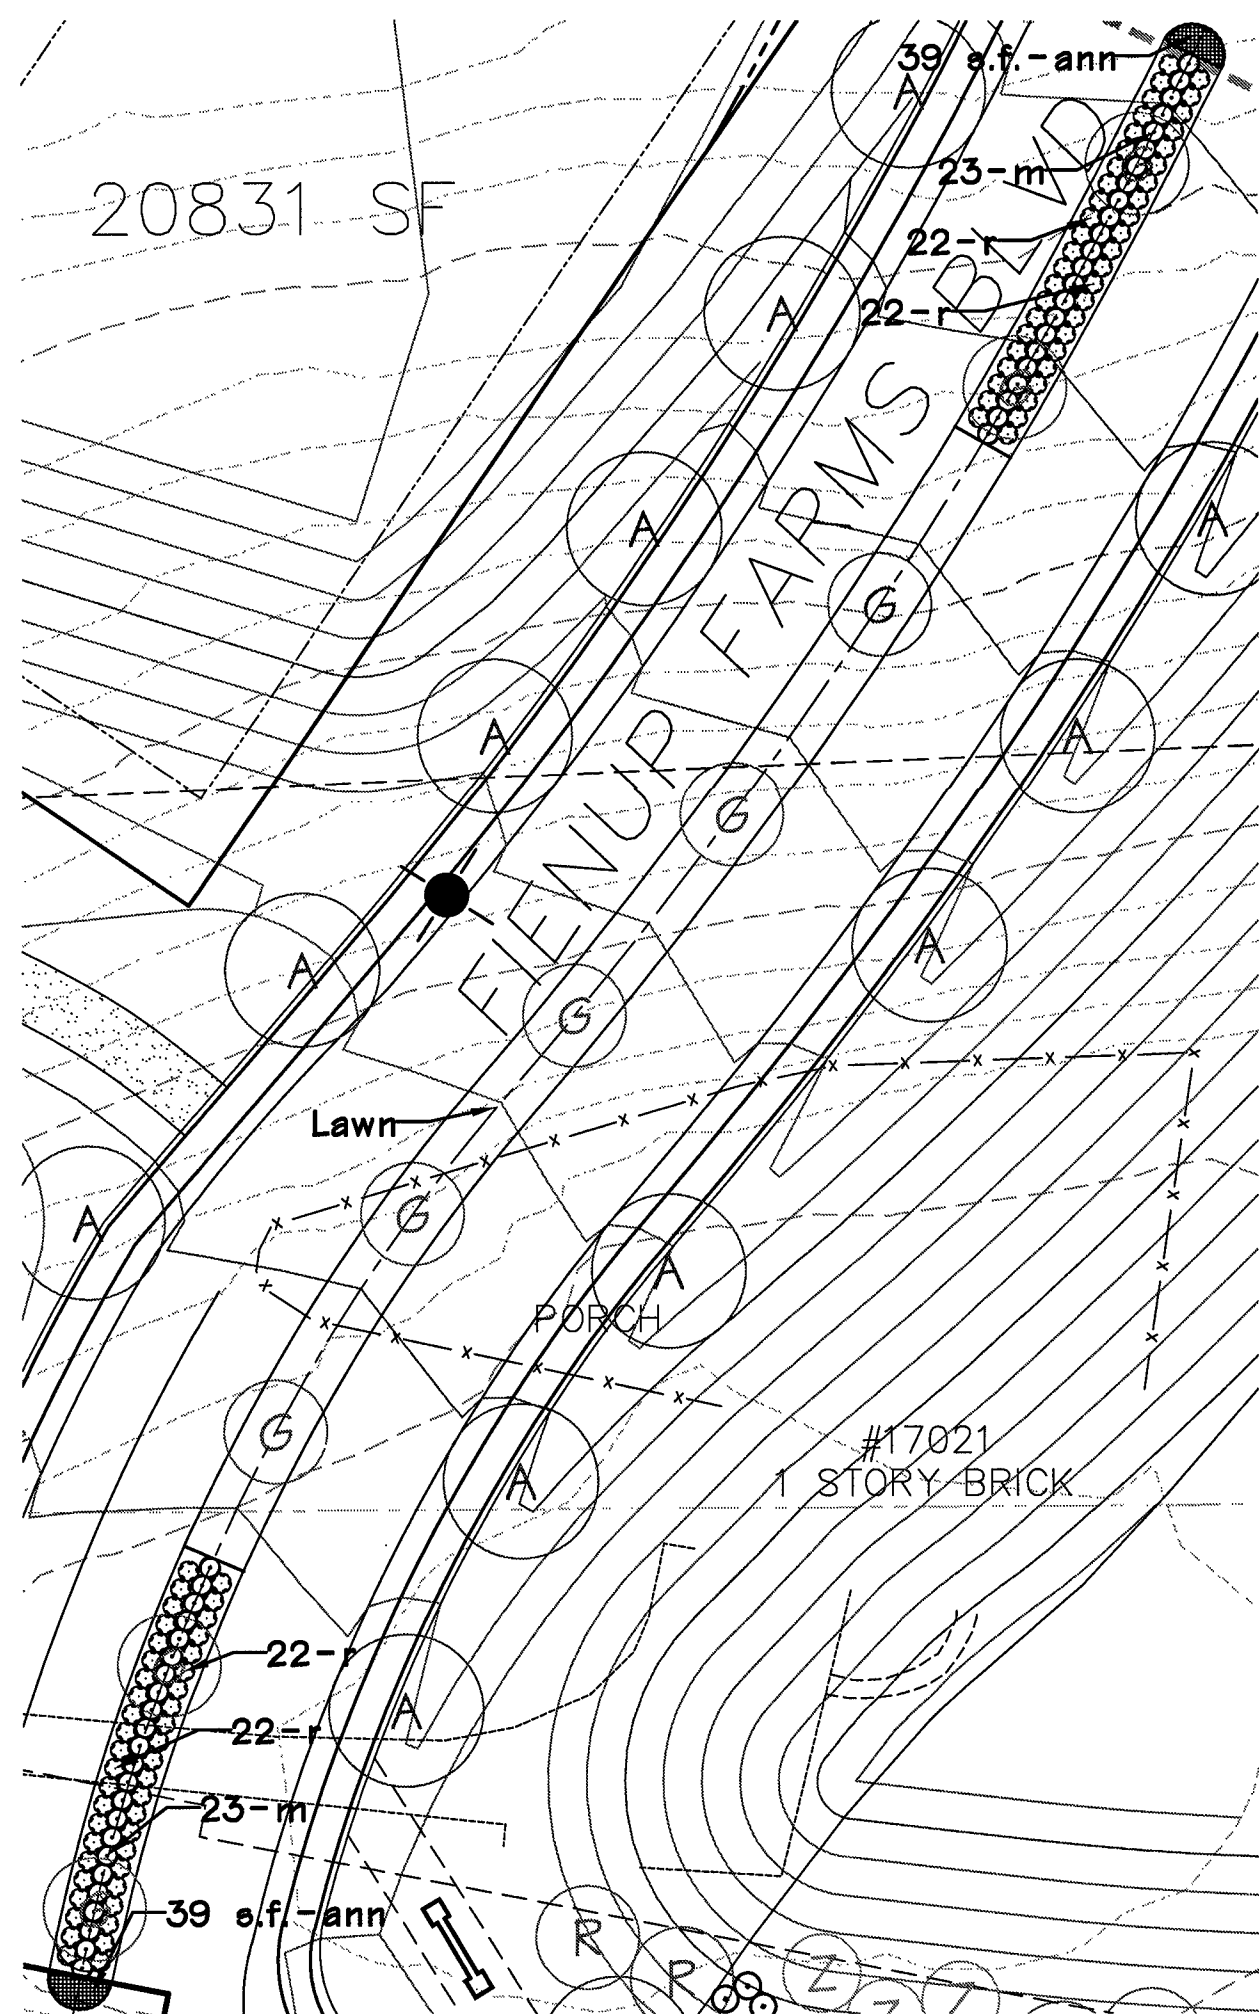 39 s.f.-ann
A
23-m
20831 SF
22-r
A
22-r
A
A
G
FIENUP FARMS BLVD
A
A
G
A
A
G
Lawn
G
A
A
PORCH
G
#17021
1 STORY BRICK
A
22-r
A
22-r
23-m
39 s.f.-ann
R
R
Z
Z
Z